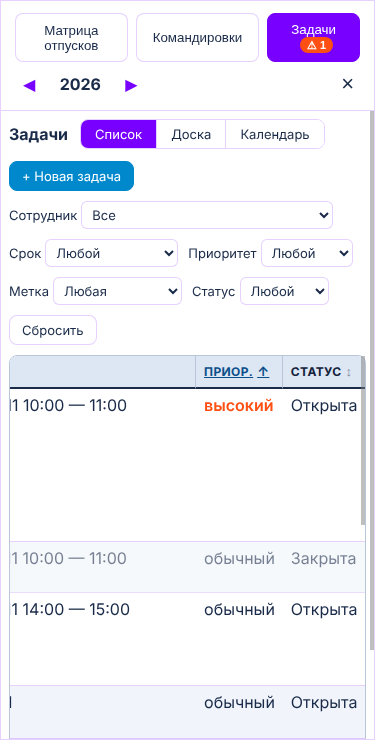 Матрица
отпусков
Командировки
Задачи
⚠ 1
◀ 2026 ▶ ×
Задачи Список Доска Календарь
+ Новая задача
Сотрудник Все
Срок Любой Приоритет Любой
Метка Любая Статус Любой
Сбросить
ПРИОР. ↑ СТАТУС ↕
10:00 — 11:00 высокий Открыта
10:00 — 11:00 обычный Закрыта
14:00 — 15:00 обычный Открыта
обычный Открыта